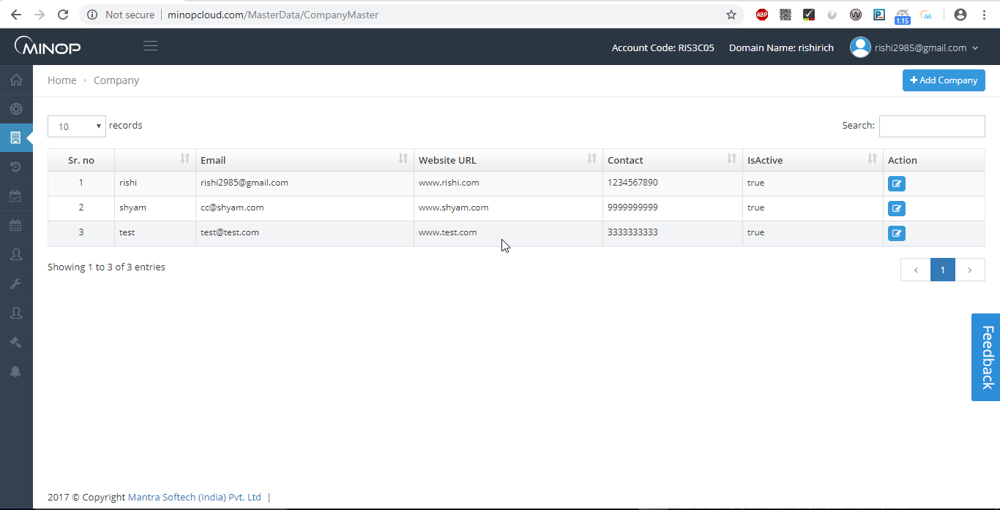 Not secure | minopcloud.com/MasterData/CompanyMaster
ABP
W
P
1.15
MINOP
Account Code: RIS3C05 Domain Name: rishirich rishi2985@gmail.com
Home • Company
+ Add Company
10 records
Search:
Sr. no Email Website URL Contact IsActive Action
1 rishi rishi2985@gmail.com www.rishi.com 1234567890 true
2 shyam cc@shyam.com www.shyam.com 9999999999 true
3 test test@test.com www.test.com 3333333333 true
Showing 1 to 3 of 3 entries
‹ 1 ›
Feedback
2017 © Copyright Mantra Softech (India) Pvt. Ltd |